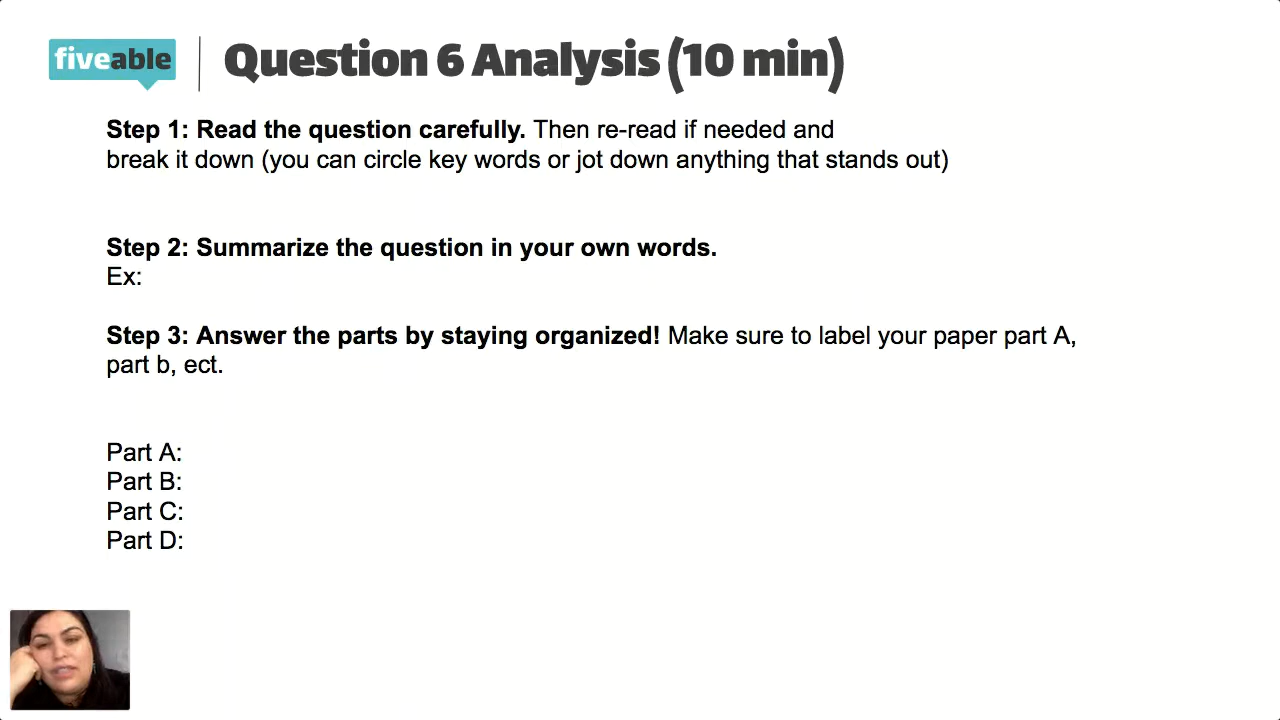 fiveable
Question 6 Analysis (10 min)
Step 1: Read the question carefully. Then re-read if needed and
break it down (you can circle key words or jot down anything that stands out)
Step 2: Summarize the question in your own words.
Ex:
Step 3: Answer the parts by staying organized! Make sure to label your paper part A,
part b, ect.
Part A:
Part B:
Part C:
Part D: